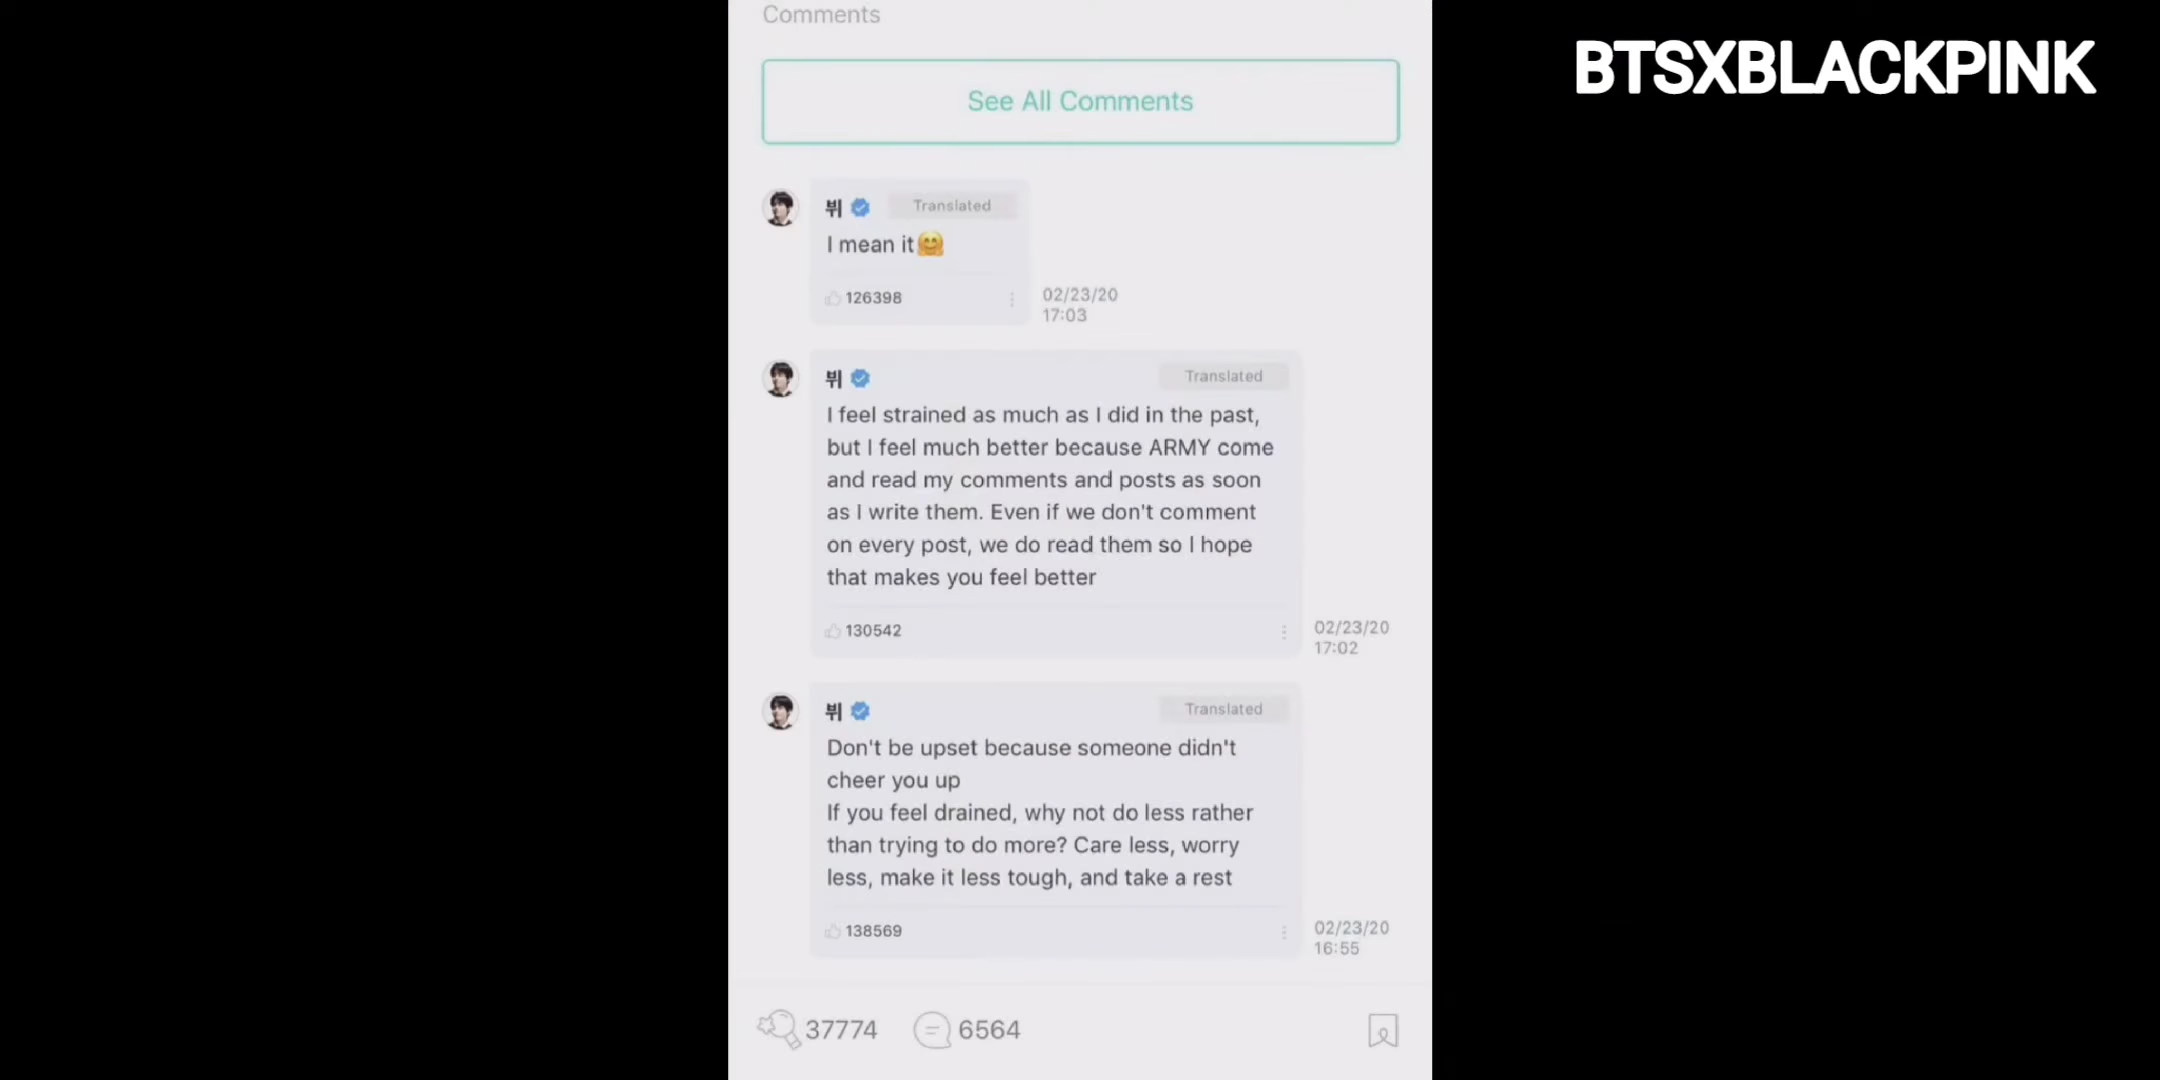 Comments
BTSXBLACKPINK
See All Comments
뷔 Translated
I mean it🤗
126398
02/23/20
17:03
뷔 Translated
I feel strained as much as I did in the past,
but I feel much better because ARMY come
and read my comments and posts as soon
as I write them. Even if we don't comment
on every post, we do read them so I hope
that makes you feel better
130542
02/23/20
17:02
뷔 Translated
Don't be upset because someone didn't
cheer you up
If you feel drained, why not do less rather
than trying to do more? Care less, worry
less, make it less tough, and take a rest
138569
02/23/20
16:55
37774 6564